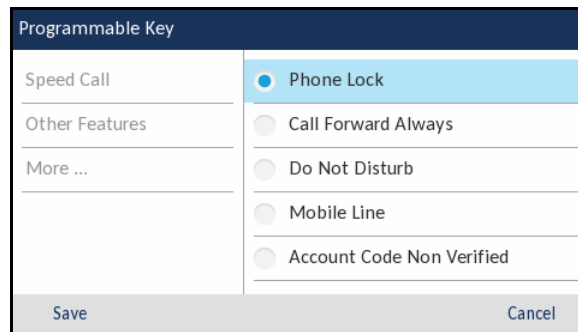 Programmable Key
Speed Call
Other Features
More ...
Phone Lock
Call Forward Always
Do Not Disturb
Mobile Line
Account Code Non Verified
Save
Cancel